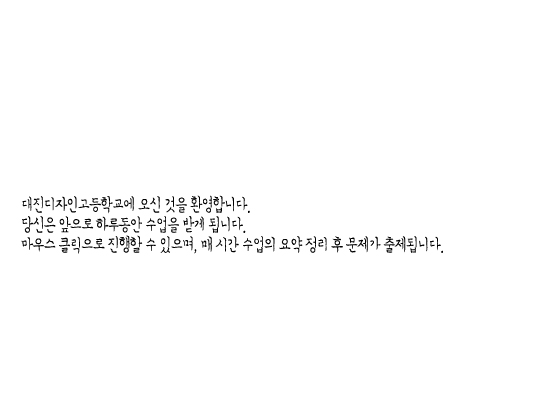 대진디자인고등학교에 오신 것을 환영합니다.
당신은 앞으로 하루동안 수업을 받게 됩니다.
마우스 클릭으로 진행할 수 있으며, 매 시간 수업의 요약 정리 후 문제가 출제됩니다.